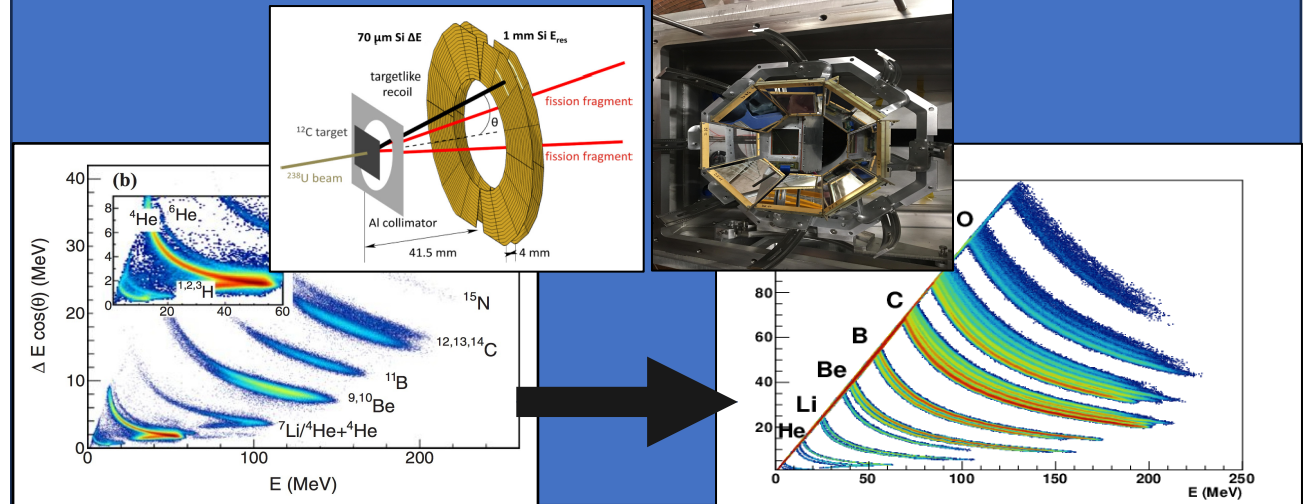 70 µm Si ΔE
1 mm Si Eres
targetlike
recoil
fission fragment
12C target
θ
fission fragment
238U beam
Al collimator
41.5 mm
4 mm
(b)
40
30
20
10
0
Δ E cos(θ) (MeV)
8
6
4
2
0
4He
6He
1,2,3H
0
20
40
60
15N
12,13,14C
11B
9,10Be
7Li/4He+4He
0
100
200
E (MeV)
O
C
B
Be
Li
He
80
60
40
20
0
50
100
150
200
250
E (MeV)